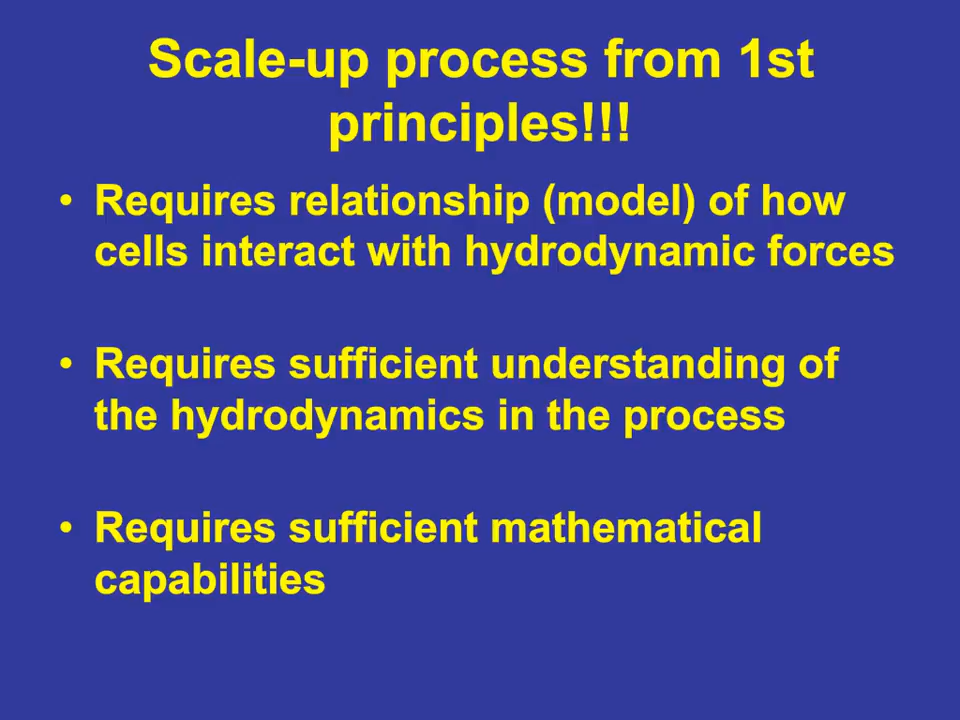 Scale-up process from 1st
principles!!!
• Requires relationship (model) of how
cells interact with hydrodynamic forces
• Requires sufficient understanding of
the hydrodynamics in the process
• Requires sufficient mathematical
capabilities